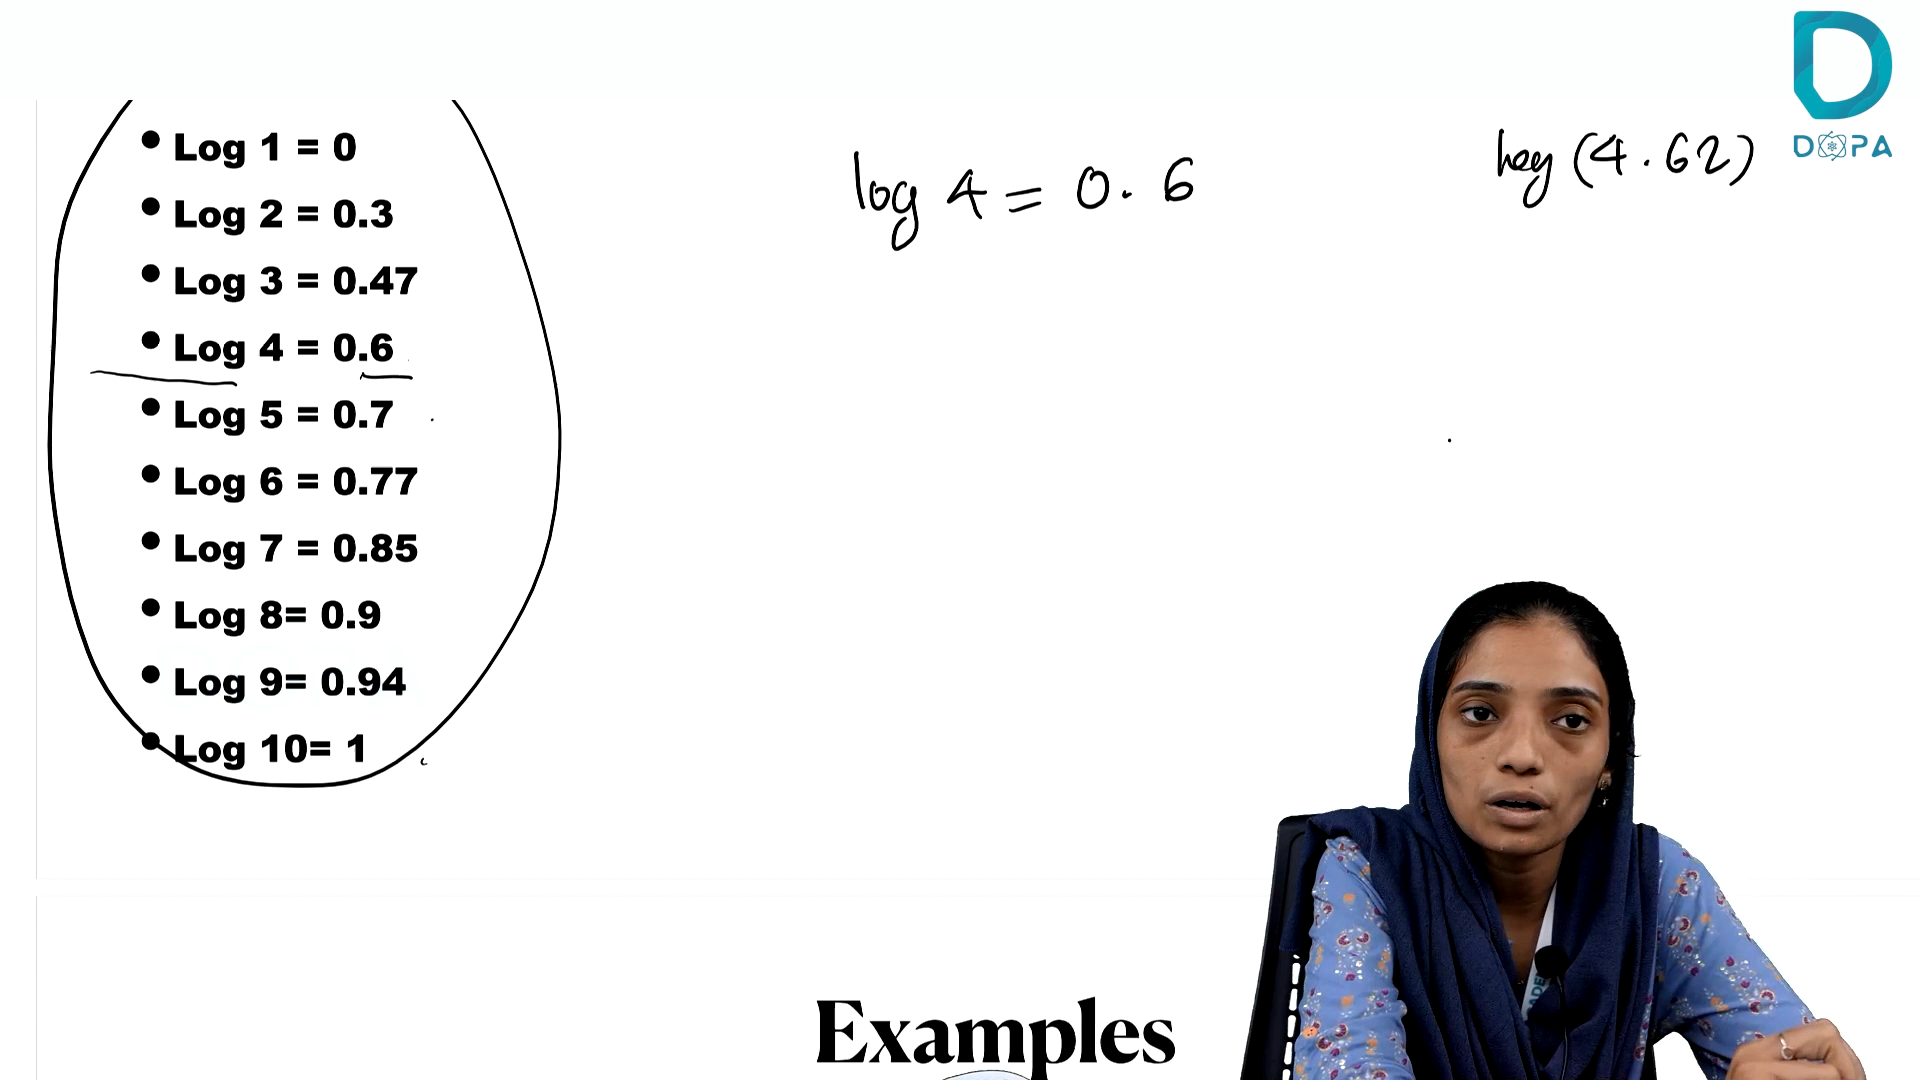 • Log 1 = 0
• Log 2 = 0.3
• Log 3 = 0.47
• Log 4 = 0.6
• Log 5 = 0.7
• Log 6 = 0.77
• Log 7 = 0.85
• Log 8= 0.9
• Log 9= 0.94
• Log 10= 1
log 4 = 0.6
log (4.62)
DOPA
Examples